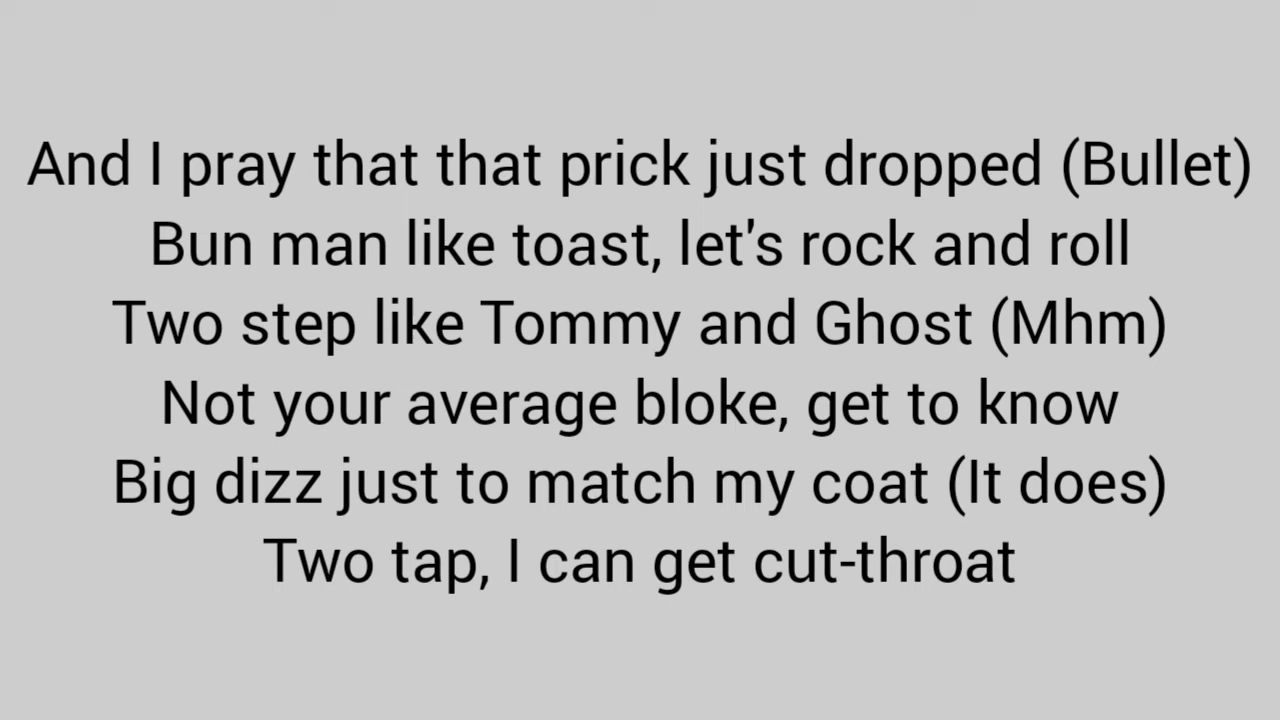 And I pray that that prick just dropped (Bullet)
Bun man like toast, let's rock and roll
Two step like Tommy and Ghost (Mhm)
Not your average bloke, get to know
Big dizz just to match my coat (It does)
Two tap, I can get cut-throat